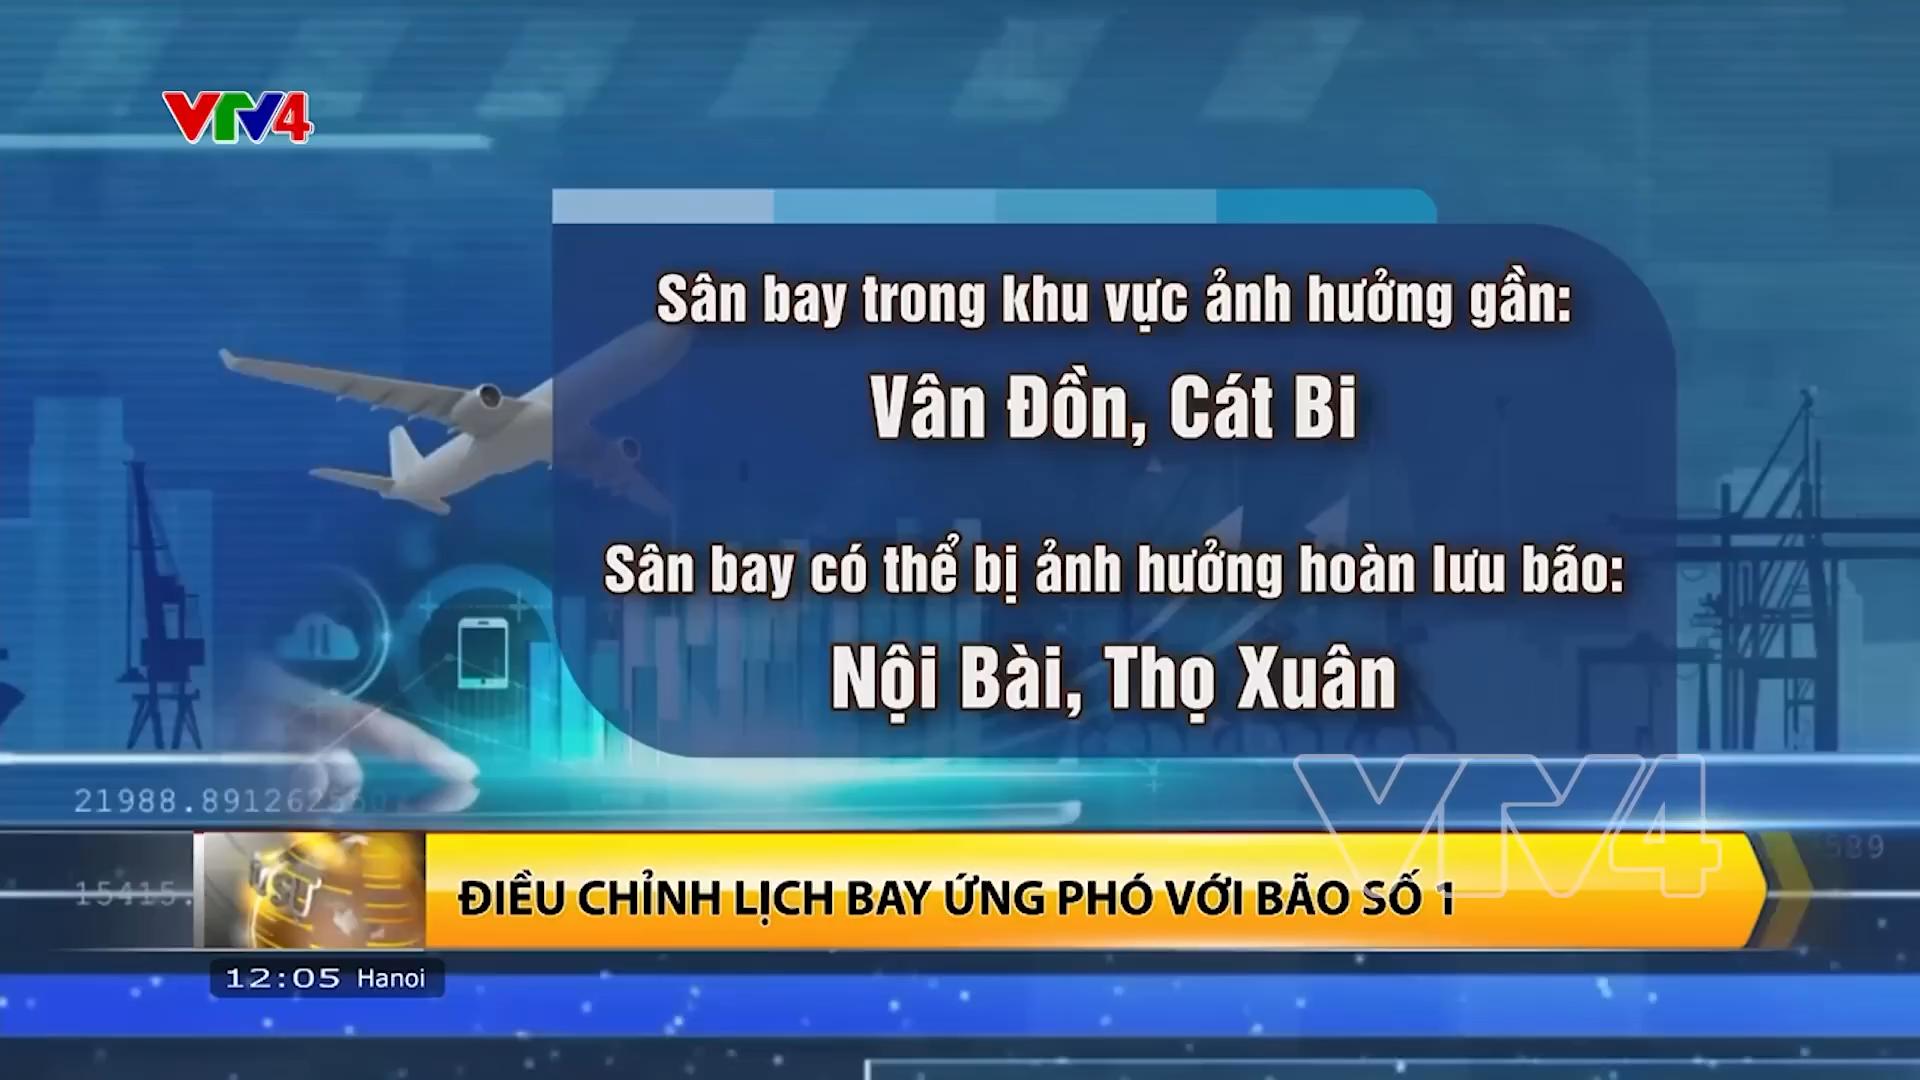 VTV4
Sân bay trong khu vực ảnh hưởng gần:
Vân Đồn, Cát Bi
Sân bay có thể bị ảnh hưởng hoàn lưu bão:
Nội Bài, Thọ Xuân
VTV4
ĐIỀU CHỈNH LỊCH BAY ỨNG PHÓ VỚI BÃO SỐ 1
12:05 Hanoi